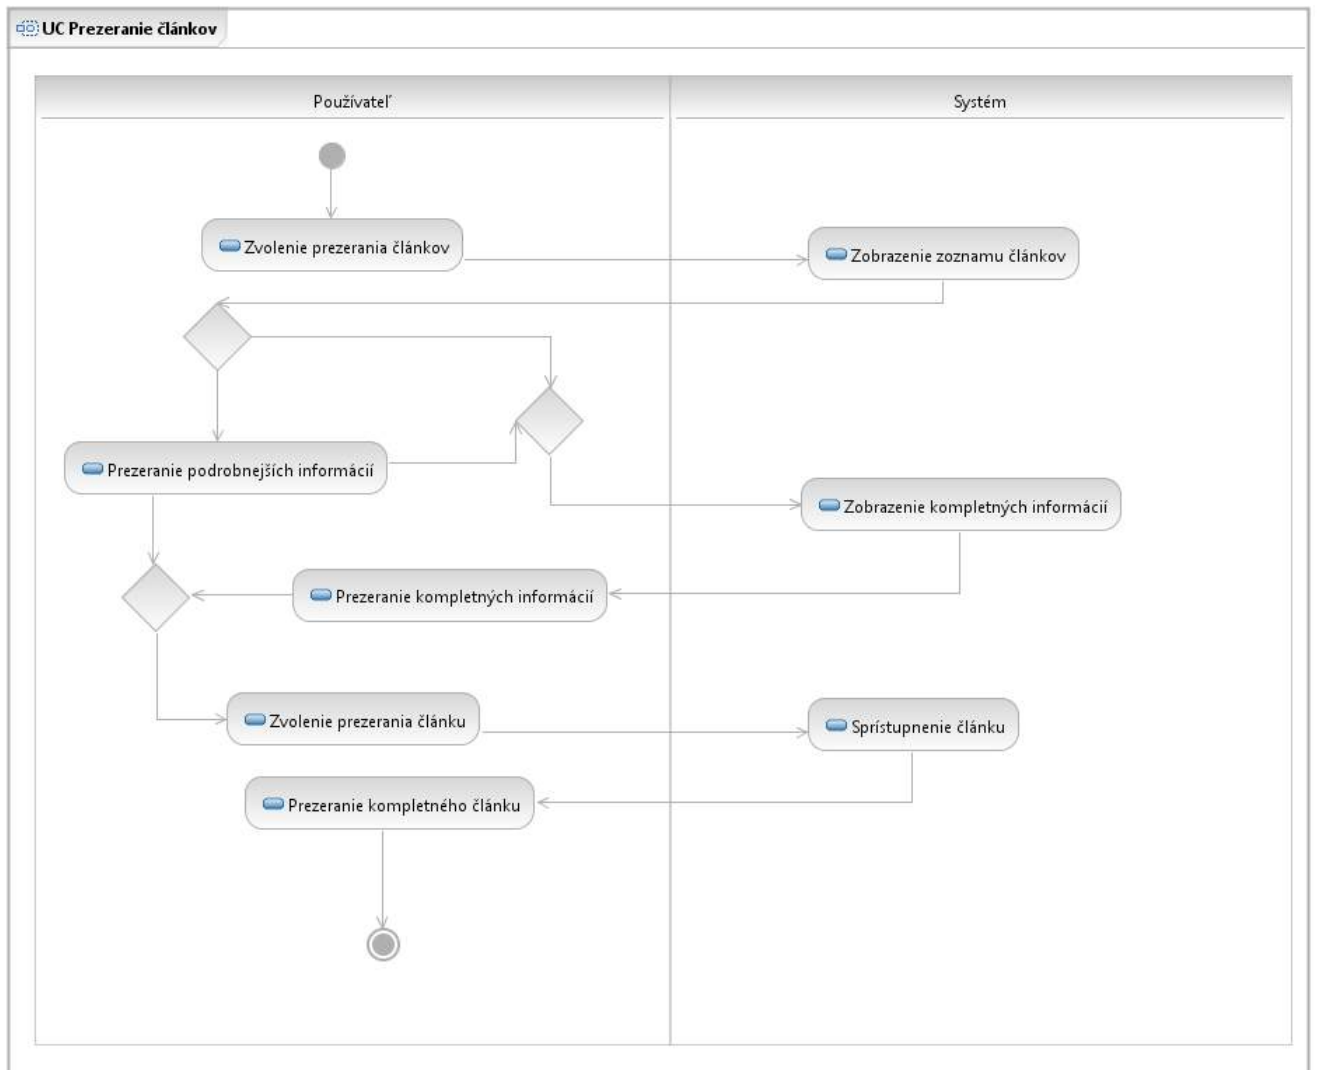 UC Prezeranie článkov
Používateľ
Systém
Zvolenie prezerania článkov
Zobrazenie zoznamu článkov
Prezeranie podrobnejších informácií
Zobrazenie kompletných informácií
Prezeranie kompletných informácií
Zvolenie prezerania článku
Sprístupnenie článku
Prezeranie kompletného článku